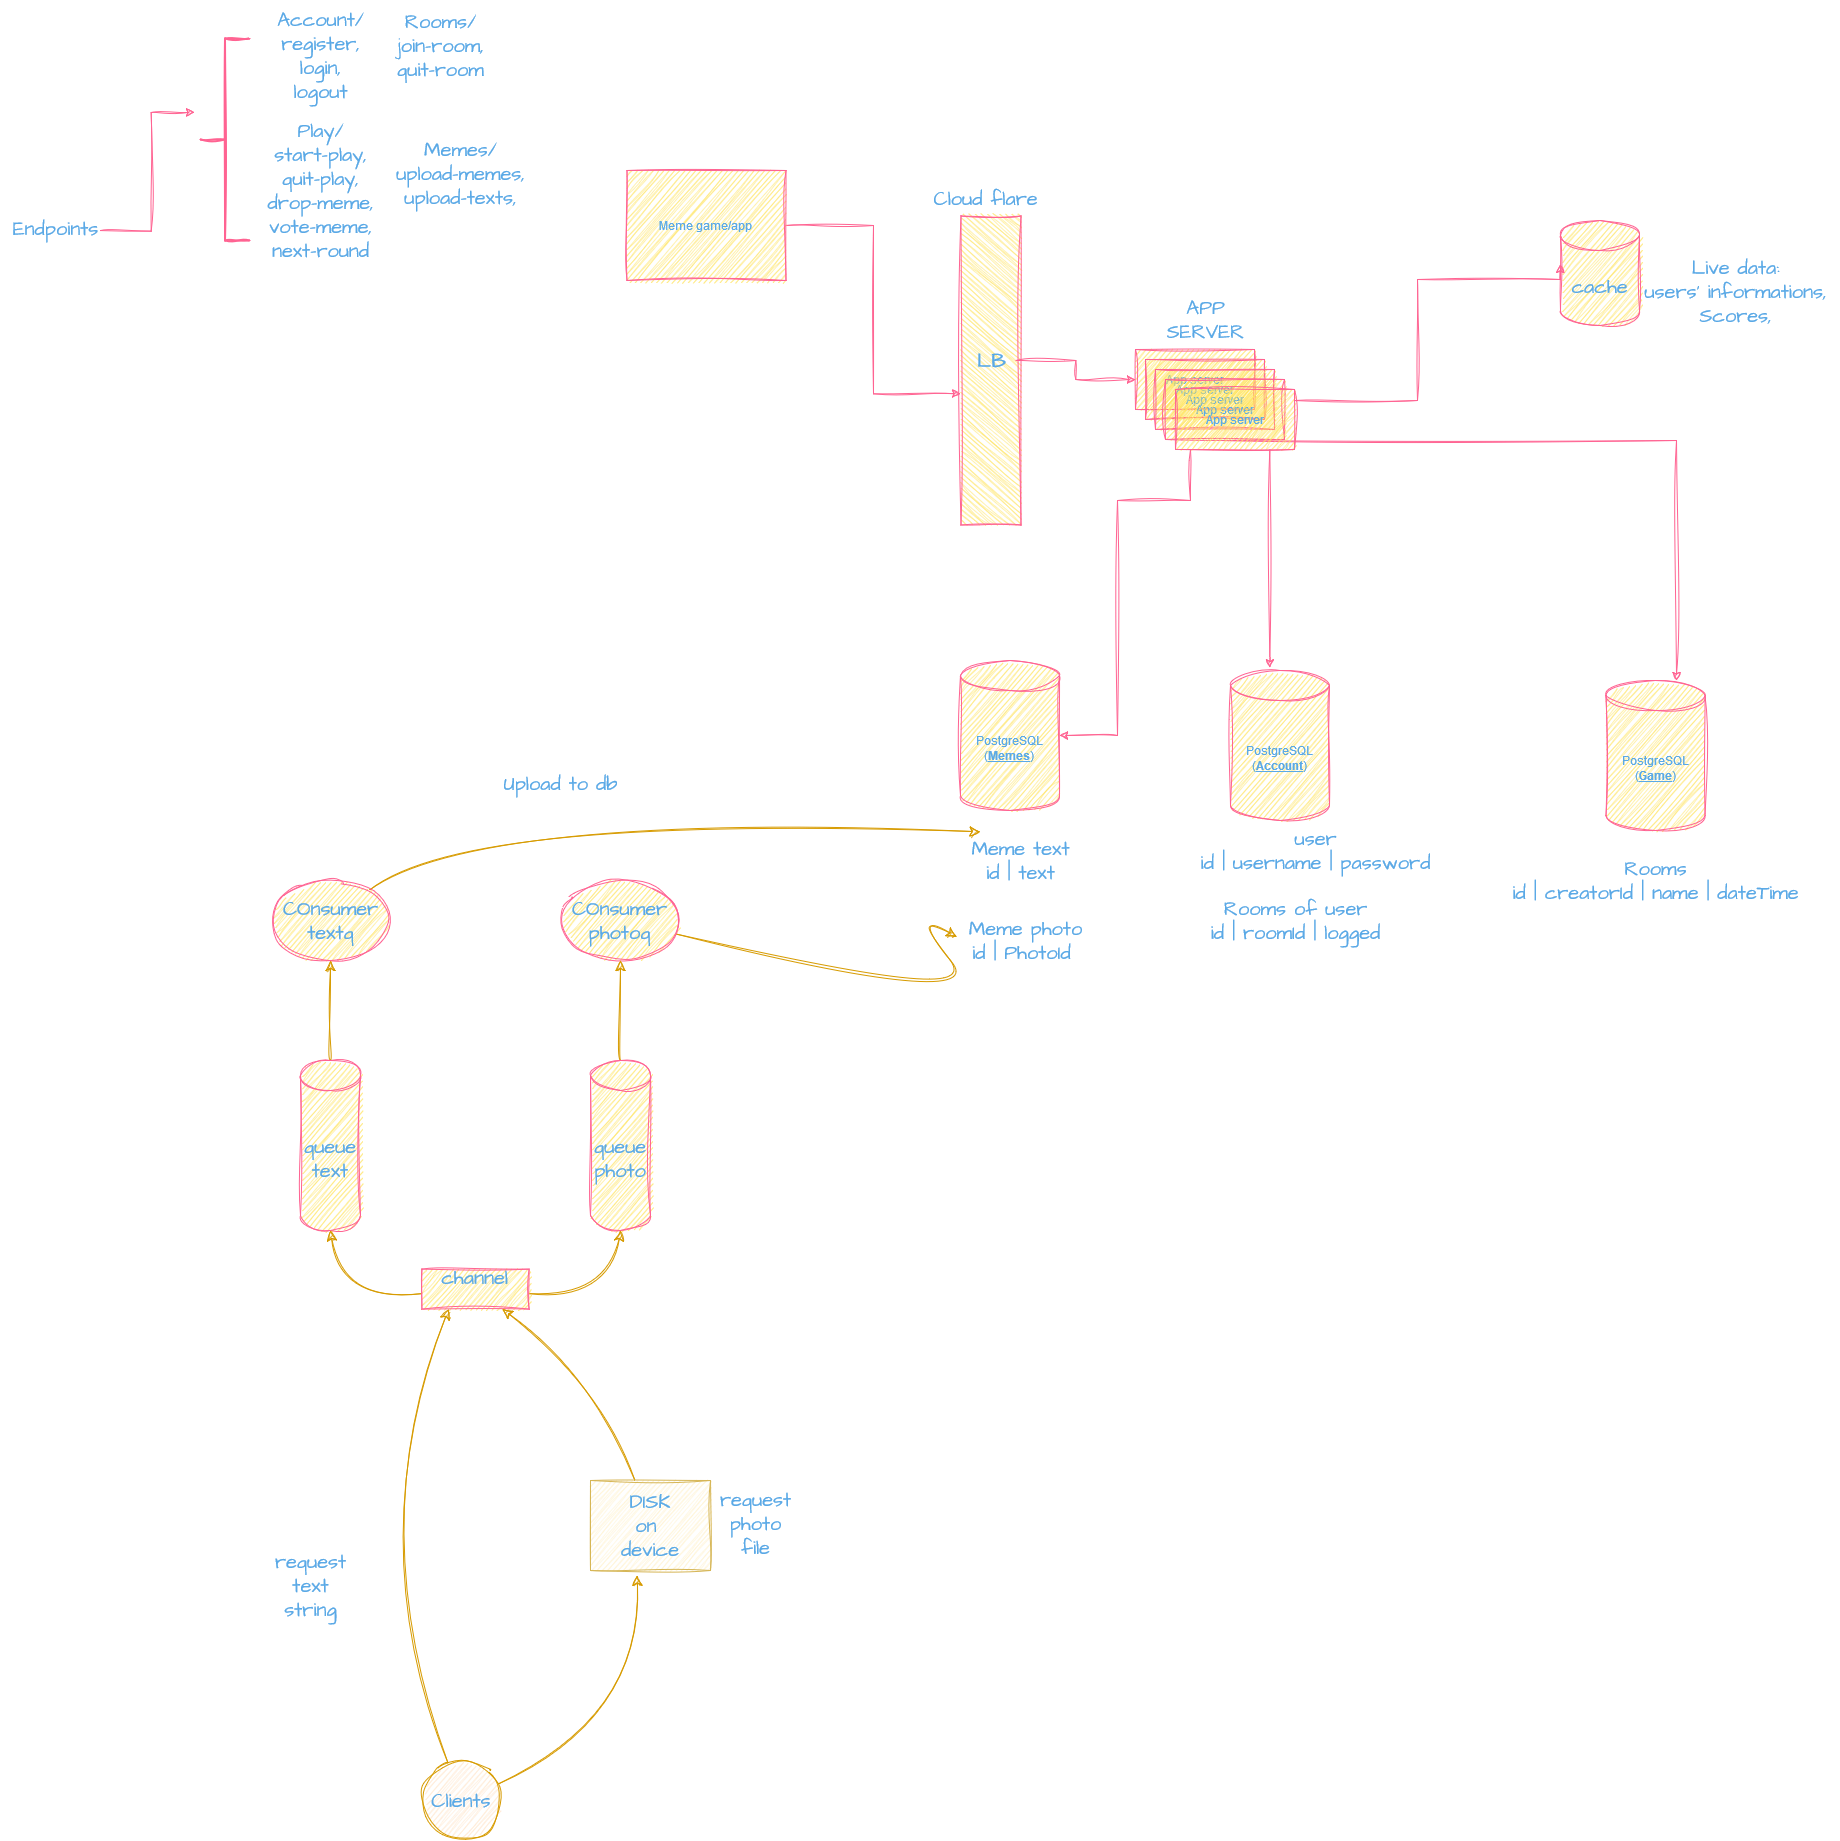 Account/
register,
login,
logout
Rooms/
join-room,
quit-room
Play/
start-play,
quit-play,
drop-meme,
vote-meme,
next-round
Memes/
upload-memes,
upload-texts,
Endpoints
Meme game/app
Cloud flare
LB
APP
SERVER
App server
App server
App server
App server
App server
cache
Live data:
users' informations,
Scores,
PostgreSQL
(Memes)
PostgreSQL
(Account)
PostgreSQL
(Game)
Upload to db
Meme text
id | text
user
id | username | password
Rooms
id | creatorId | name | dateTime
Rooms of user
id | roomId | logged
Meme photo
id | PhotoId
COnsumer
textq
COnsumer
photoq
queue
text
queue
photo
channel
DISK
on
device
request
photo
file
request
text
string
Clients